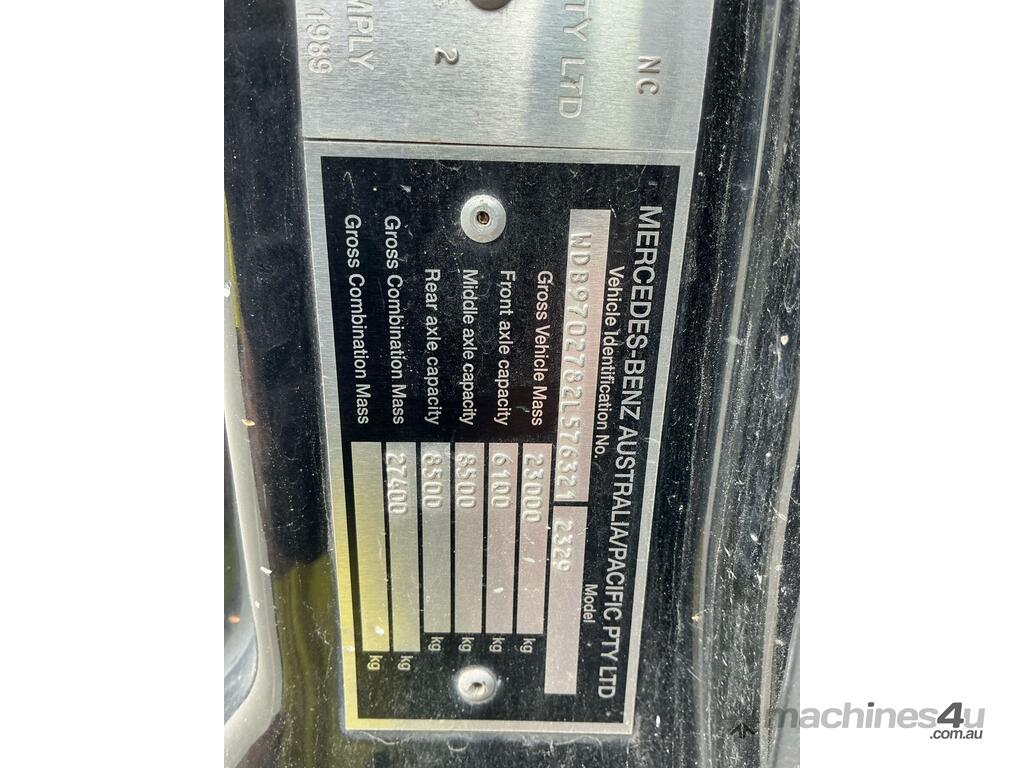 NC
PTY LTD
2
MPLY
1989
MERCEDES-BENZ AUSTRALIA/PACIFIC PTY LTD
Vehicle Identification No. Model
WDB9702782L576321 2329
Gross Vehicle Mass 23000 kg
Front axle capacity 6100 kg
Middle axle capacity 8500 kg
Rear axle capacity 8500 kg
Gross Combination Mass 27400 kg
Gross Combination Mass kg
machines4u
.com.au